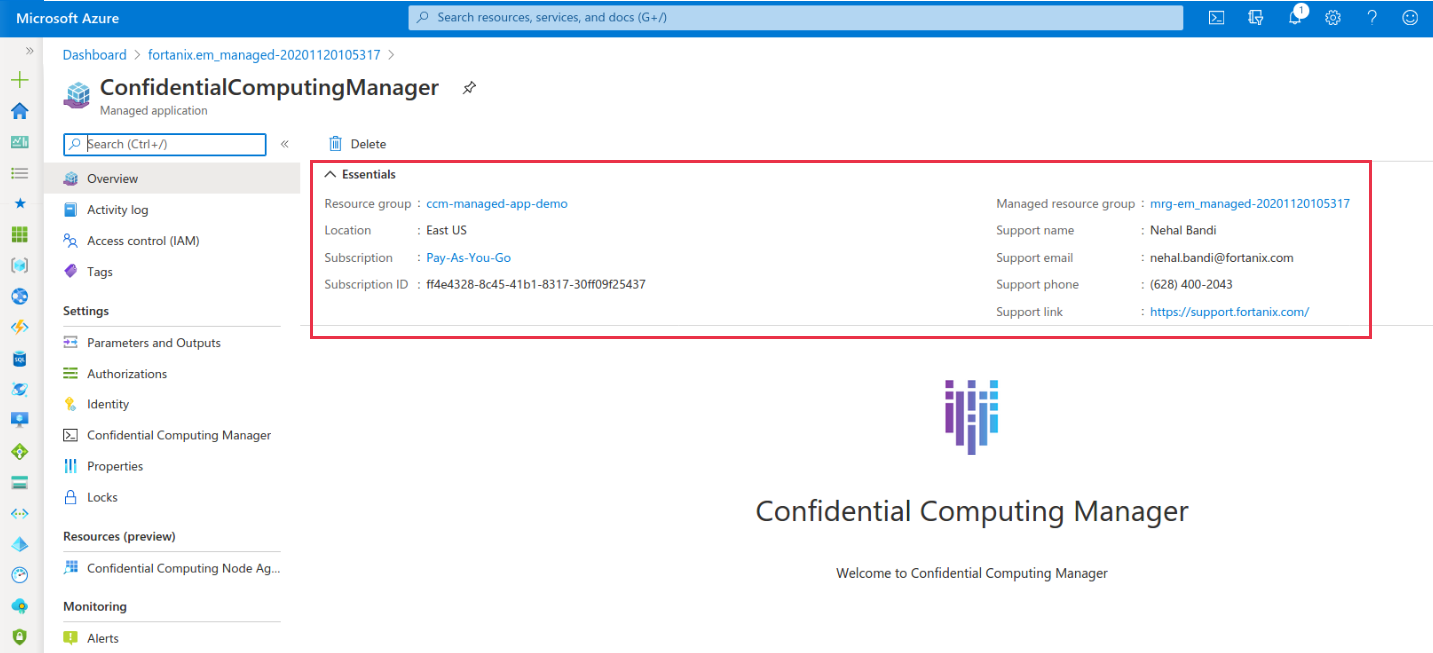 Microsoft Azure
Search resources, services, and docs (G+/)
1
Dashboard > fortanix.em_managed-20201120105317 >
ConfidentialComputingManager
Managed application
Search (Ctrl+/)
«
Delete
Overview
Activity log
Access control (IAM)
Tags
Settings
Parameters and Outputs
Authorizations
Identity
Confidential Computing Manager
Properties
Locks
Resources (preview)
Confidential Computing Node Ag...
Monitoring
Alerts
Essentials
Resource group : ccm-managed-app-demo
Location : East US
Subscription : Pay-As-You-Go
Subscription ID : ff4e4328-8c45-41b1-8317-30ff09f25437
Managed resource group : mrg-em_managed-20201120105317
Support name : Nehal Bandi
Support email : nehal.bandi@fortanix.com
Support phone : (628) 400-2043
Support link : https://support.fortanix.com/
Confidential Computing Manager
Welcome to Confidential Computing Manager